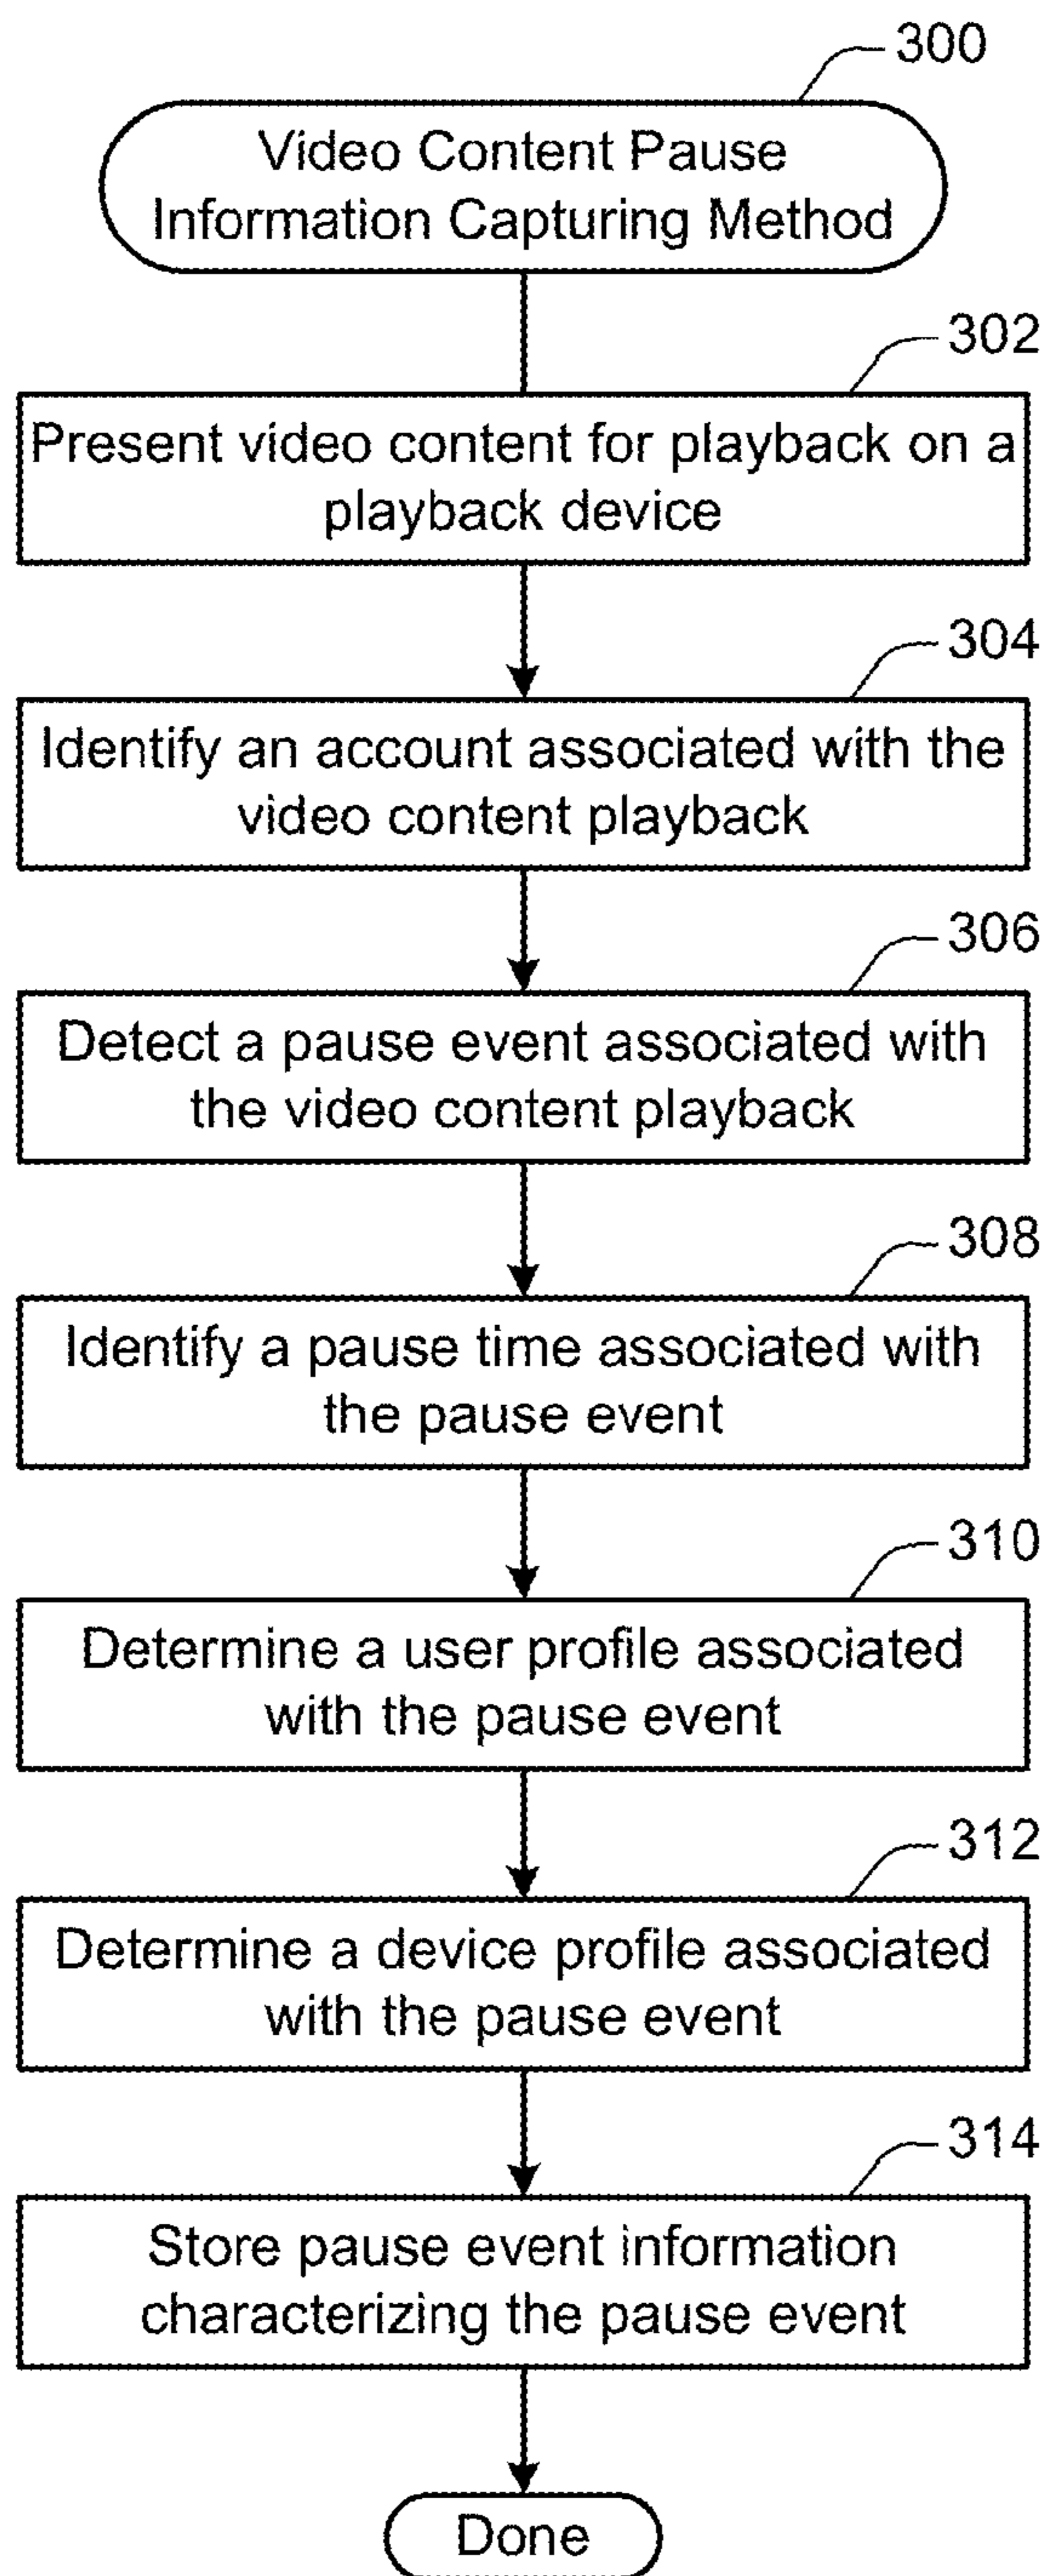 300
Video Content Pause
Information Capturing Method
302
Present video content for playback on a
playback device
304
Identify an account associated with the
video content playback
306
Detect a pause event associated with
the video content playback
308
Identify a pause time associated with
the pause event
310
Determine a user profile associated
with the pause event
312
Determine a device profile associated
with the pause event
314
Store pause event information
characterizing the pause event
Done